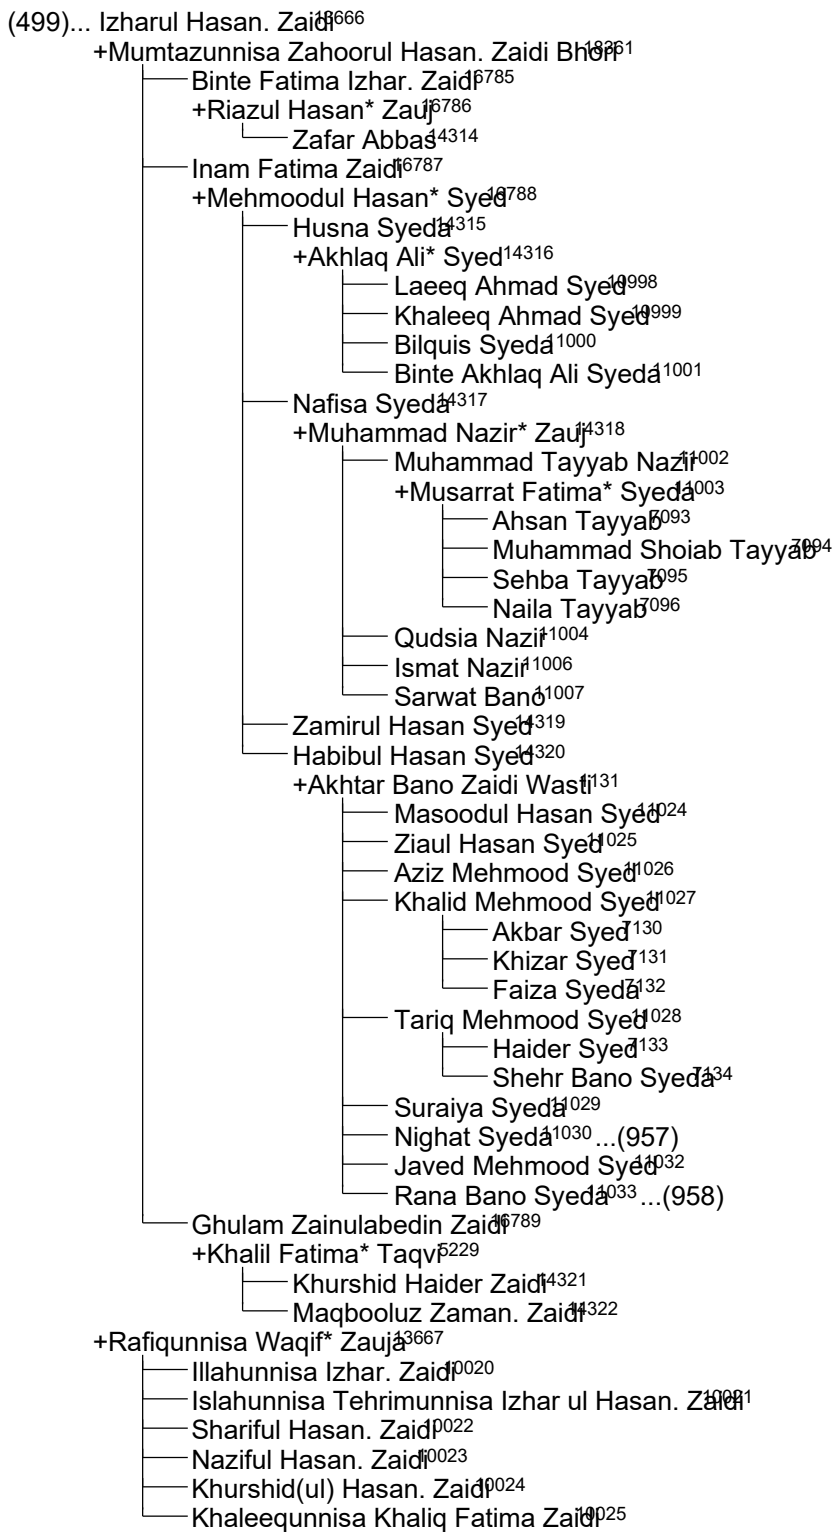 (499)... Izharul Hasan. Zaidi13666
+Mumtazunnisa Zahoorul Hasan. Zaidi Bhori18361
Binte Fatima Izhar. Zaidi16785
+Riazul Hasan* Zauj16786
Zafar Abbas14314
Inam Fatima Zaidi16787
+Mehmoodul Hasan* Syed16788
Husna Syeda14315
+Akhlaq Ali* Syed14316
Laeeq Ahmad Syed10998
Khaleeq Ahmad Syed10999
Bilquis Syeda11000
Binte Akhlaq Ali Syeda11001
Nafisa Syeda14317
+Muhammad Nazir* Zauj14318
Muhammad Tayyab Nazir11002
+Musarrat Fatima* Syeda11003
Ahsan Tayyab7093
Muhammad Shoiab Tayyab7094
Sehba Tayyab7095
Naila Tayyab7096
Qudsia Nazir11004
Ismat Nazir11006
Sarwat Bano11007
Zamirul Hasan Syed14319
Habibul Hasan Syed14320
+Akhtar Bano Zaidi Wasti1131
Masoodul Hasan Syed11024
Ziaul Hasan Syed11025
Aziz Mehmood Syed11026
Khalid Mehmood Syed11027
Akbar Syed7130
Khizar Syed7131
Faiza Syeda7132
Tariq Mehmood Syed11028
Haider Syed7133
Shehr Bano Syeda7134
Suraiya Syeda11029
Nighat Syeda11030 ...(957)
Javed Mehmood Syed11032
Rana Bano Syeda11033 ...(958)
Ghulam Zainulabedin Zaidi16789
+Khalil Fatima* Taqvi5229
Khurshid Haider Zaidi14321
Maqbooluz Zaman. Zaidi14322
+Rafiqunnisa Waqif* Zauja13667
Illahunnisa Izhar. Zaidi10020
Islahunnisa Tehrimunnisa Izhar ul Hasan. Zaidi10021
Shariful Hasan. Zaidi10022
Naziful Hasan. Zaidi10023
Khurshid(ul) Hasan. Zaidi10024
Khaleequnnisa Khaliq Fatima Zaidi10025